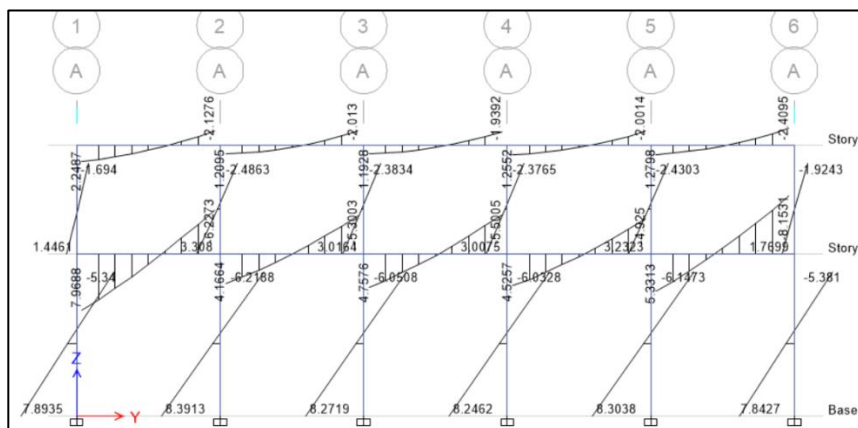 1 2 3 4 5 6
A A A A A A
-2.1276 -2.013 -1.9392 -2.0014 -2.4095
Story
2.2487 -1.694 1.2095 -2.4863 1.1928 -2.3834 1.2552 -2.3765 1.2798 -2.4303 -1.9243
1.4461 3.308 -6.2273 3.0164 -5.3003 3.0075 -5.5005 3.2323 -4.925 1.7699 -8.1531
Story
7.9688 -5.34 4.1664 -6.2188 4.7576 -6.0508 4.5257 -6.0328 5.3313 -6.1473 -5.381
Z
7.8935 Y 8.3913 8.2719 8.2462 8.3038 7.8427 Base